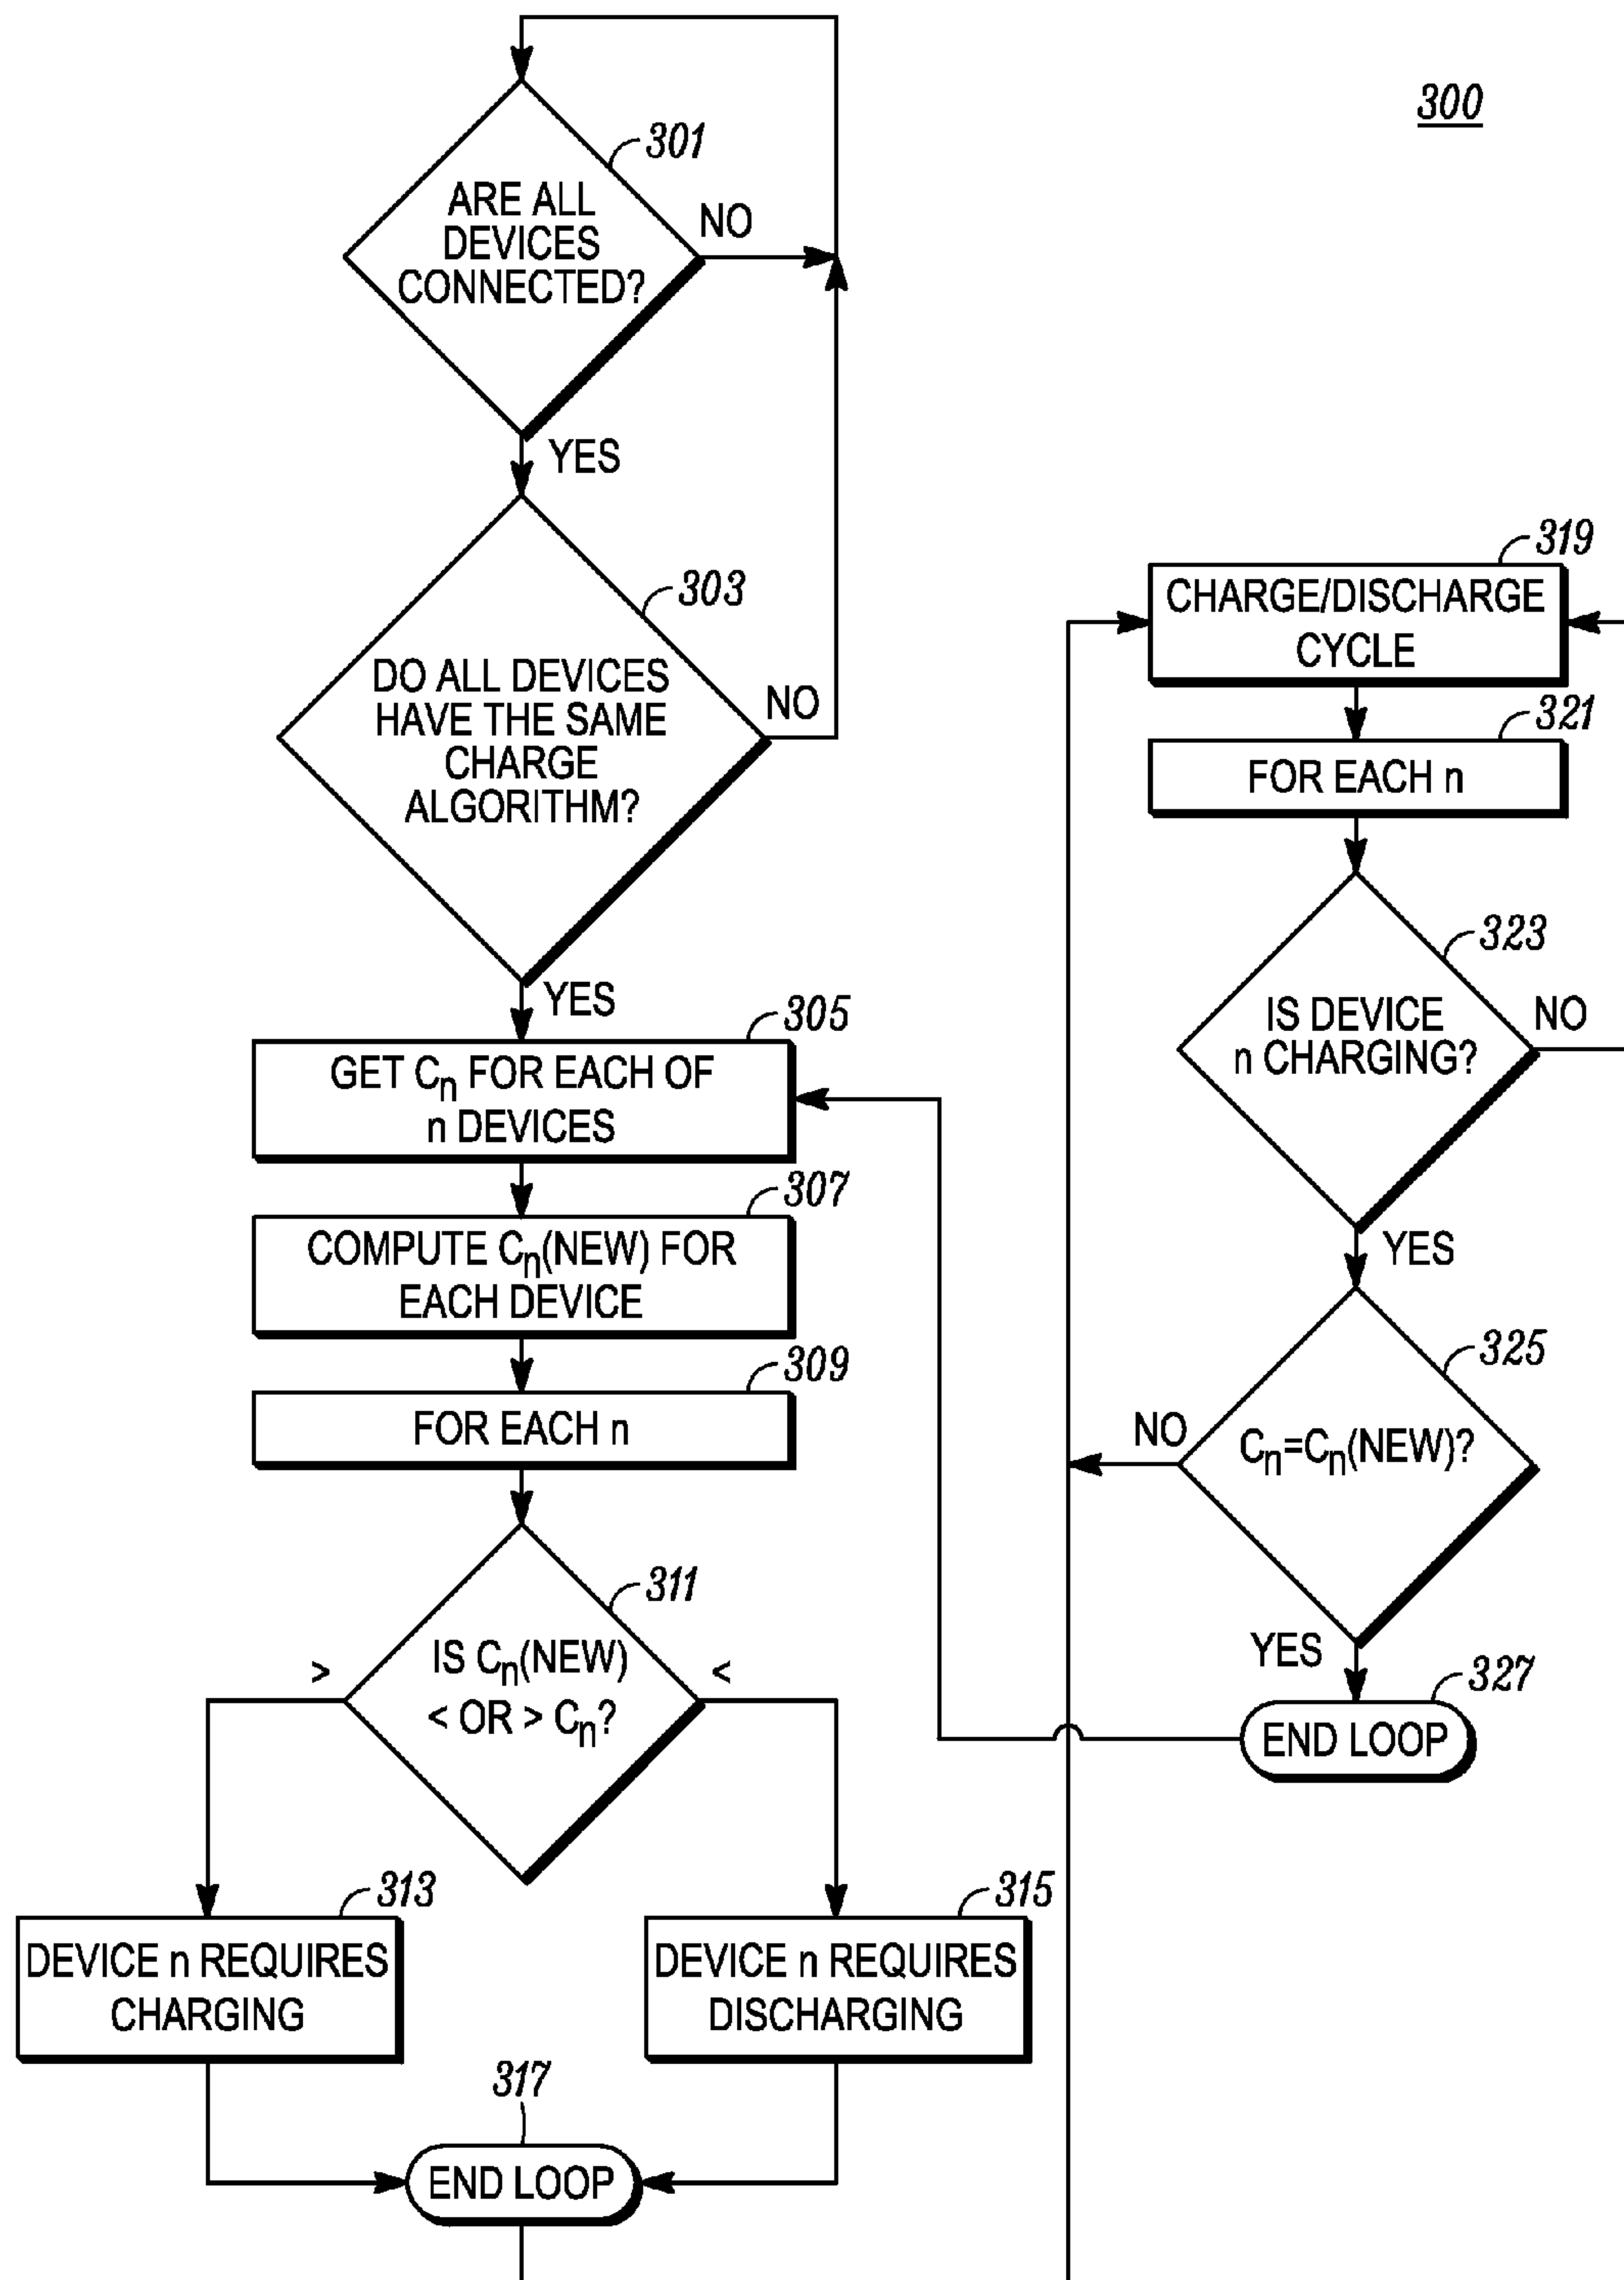 300
301
ARE ALL
DEVICES
CONNECTED?
NO
YES
303
DO ALL DEVICES
HAVE THE SAME
CHARGE
ALGORITHM?
NO
YES
305
GET Cn FOR EACH OF
n DEVICES
307
COMPUTE Cn(NEW) FOR
EACH DEVICE
309
FOR EACH n
311
IS Cn(NEW)
< OR > Cn?
>
<
313
DEVICE n REQUIRES
CHARGING
315
DEVICE n REQUIRES
DISCHARGING
317
END LOOP
319
CHARGE/DISCHARGE
CYCLE
321
FOR EACH n
323
IS DEVICE
n CHARGING?
NO
YES
325
Cn=Cn(NEW)?
NO
YES
327
END LOOP